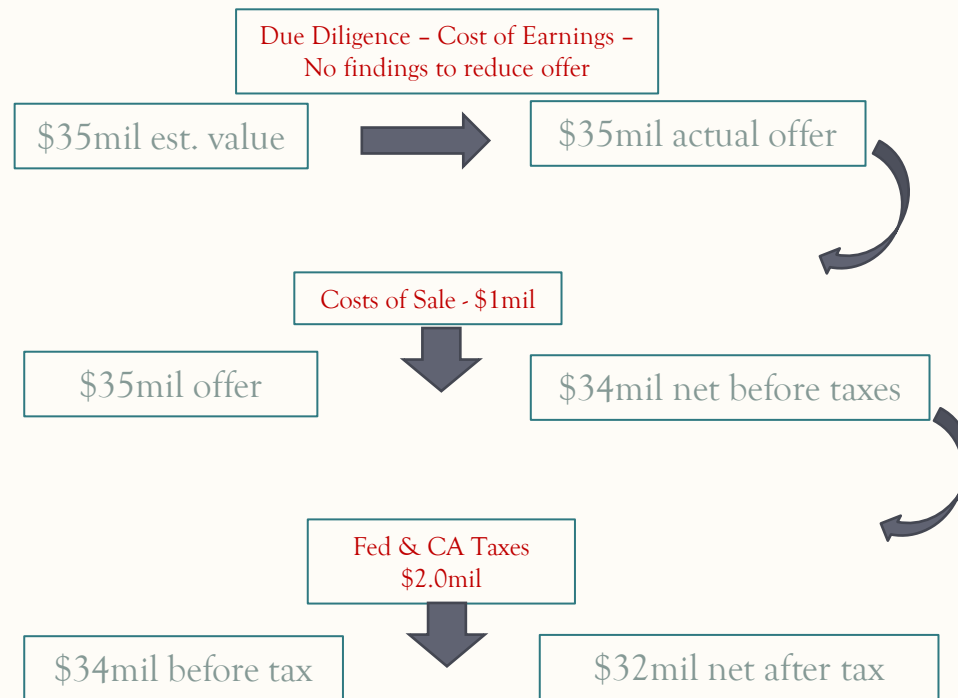 Due Diligence – Cost of Earnings –
No findings to reduce offer
$35mil est. value
$35mil actual offer
Costs of Sale - $1mil
$35mil offer
$34mil net before taxes
Fed & CA Taxes
$2.0mil
$34mil before tax
$32mil net after tax